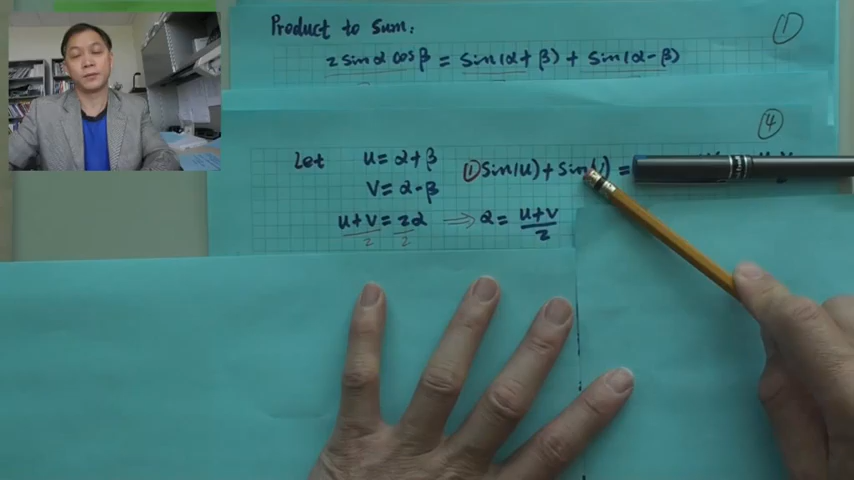 Product to Sum:
①
2 sin α cos β = sin(α + β) + sin(α - β)
④
Let u = α + β
① sin(u) + sin( ) =
v = α - β
u + v = 2α ⟹ α = u + v
2 2 2